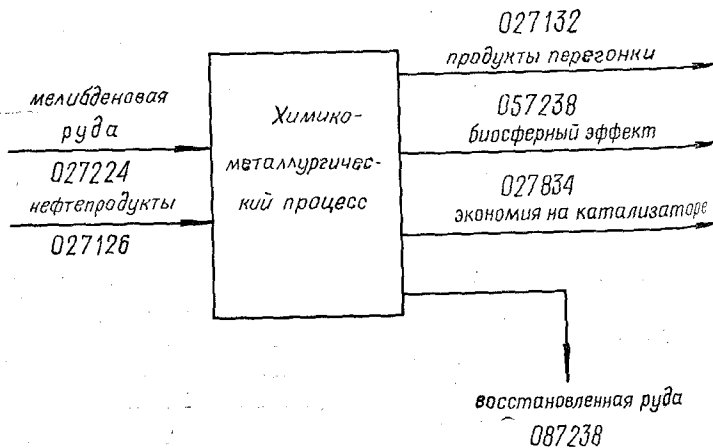 027132
продукты перегонки
мелибденовая
руда
027224
нефтепродукты
027126
Химико-
металлургичес-
кий процесс
057238
биосферный эффект
027834
экономия на катализаторе
восстановленная руда
087238